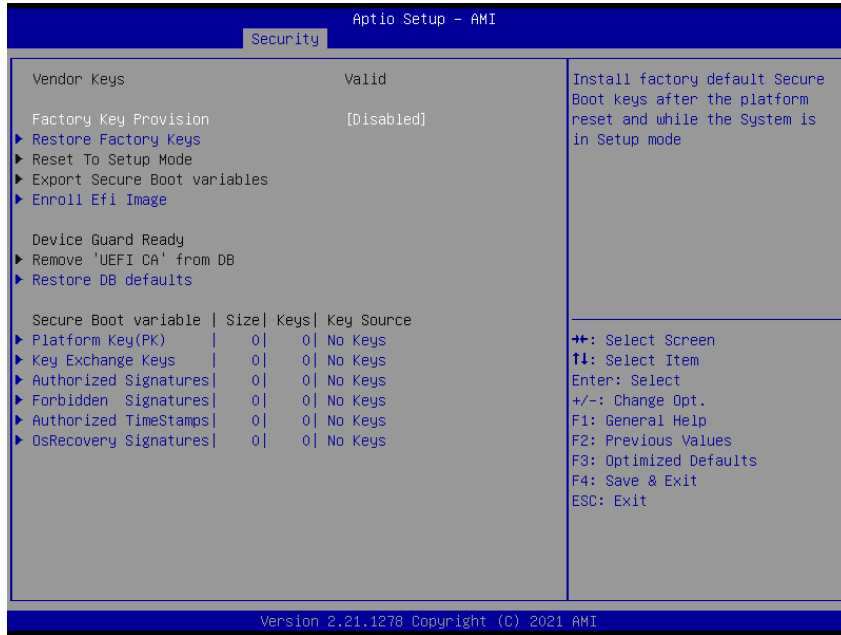 Aptio Setup – AMI
Security
Vendor Keys Valid
Factory Key Provision [Disabled]
Restore Factory Keys
Reset To Setup Mode
Export Secure Boot variables
Enroll Efi Image
Device Guard Ready
Remove 'UEFI CA' from DB
Restore DB defaults
Secure Boot variable | Size| Keys| Key Source
Platform Key(PK) | 0| 0| No Keys
Key Exchange Keys | 0| 0| No Keys
Authorized Signatures| 0| 0| No Keys
Forbidden Signatures| 0| 0| No Keys
Authorized TimeStamps| 0| 0| No Keys
OsRecovery Signatures| 0| 0| No Keys
Install factory default Secure
Boot keys after the platform
reset and while the System is
in Setup mode
→←: Select Screen
↑↓: Select Item
Enter: Select
+/-: Change Opt.
F1: General Help
F2: Previous Values
F3: Optimized Defaults
F4: Save & Exit
ESC: Exit
Version 2.21.1278 Copyright (C) 2021 AMI